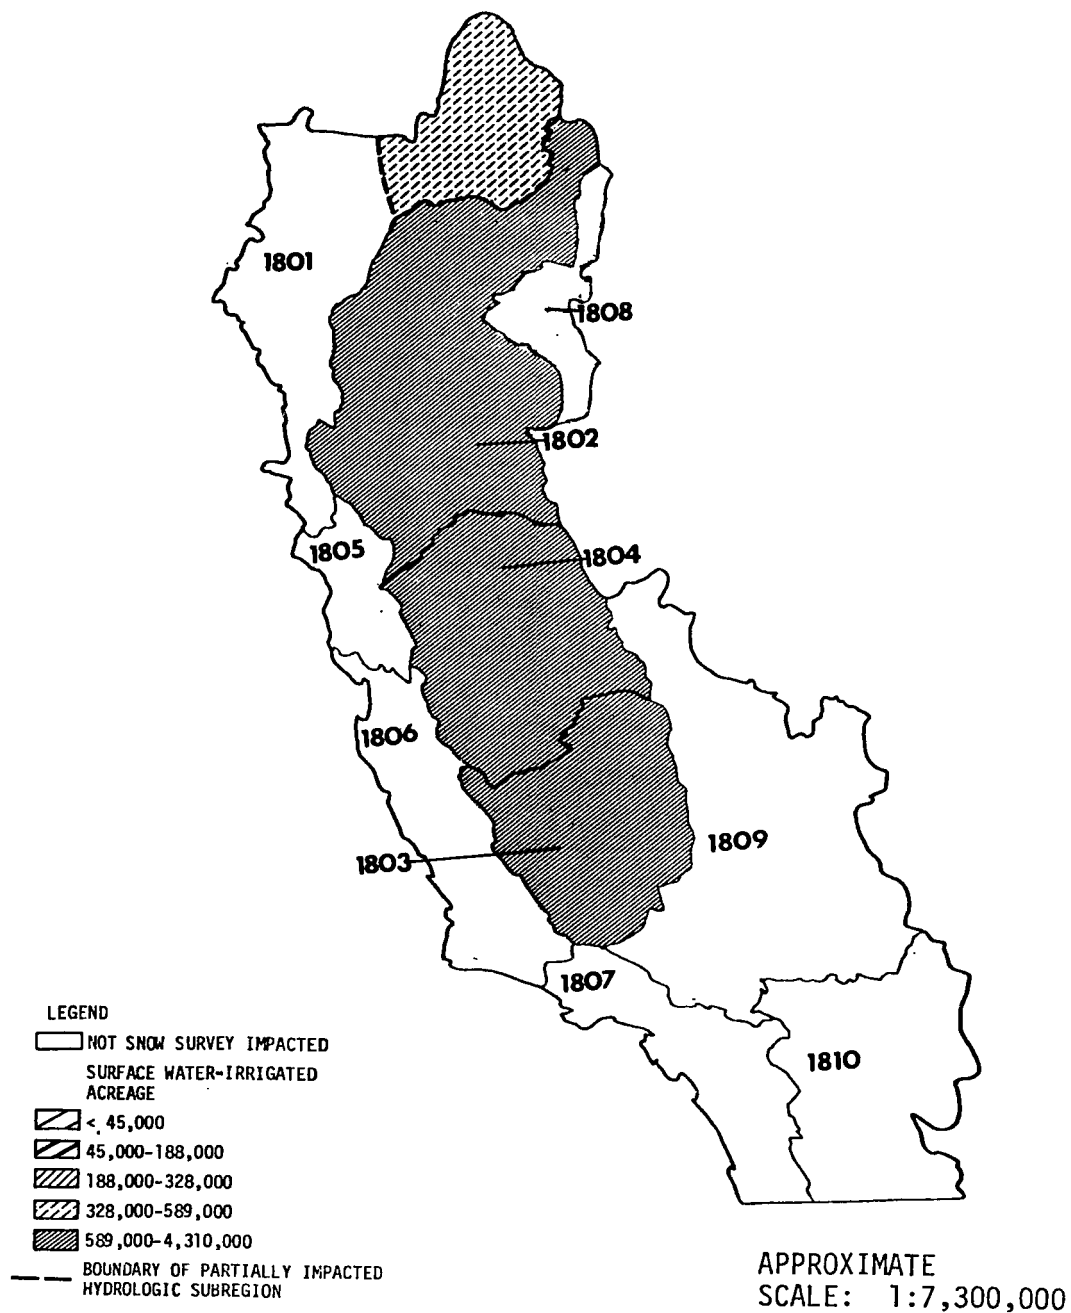 1801
1808
1802
1805
1804
1806
1803
1809
1807
1810
LEGEND
NOT SNOW SURVEY IMPACTED
SURFACE WATER-IRRIGATED
ACREAGE
< 45,000
45,000-188,000
188,000-328,000
328,000-589,000
589,000-4,310,000
BOUNDARY OF PARTIALLY IMPACTED
HYDROLOGIC SUBREGION
APPROXIMATE
SCALE: 1:7,300,000